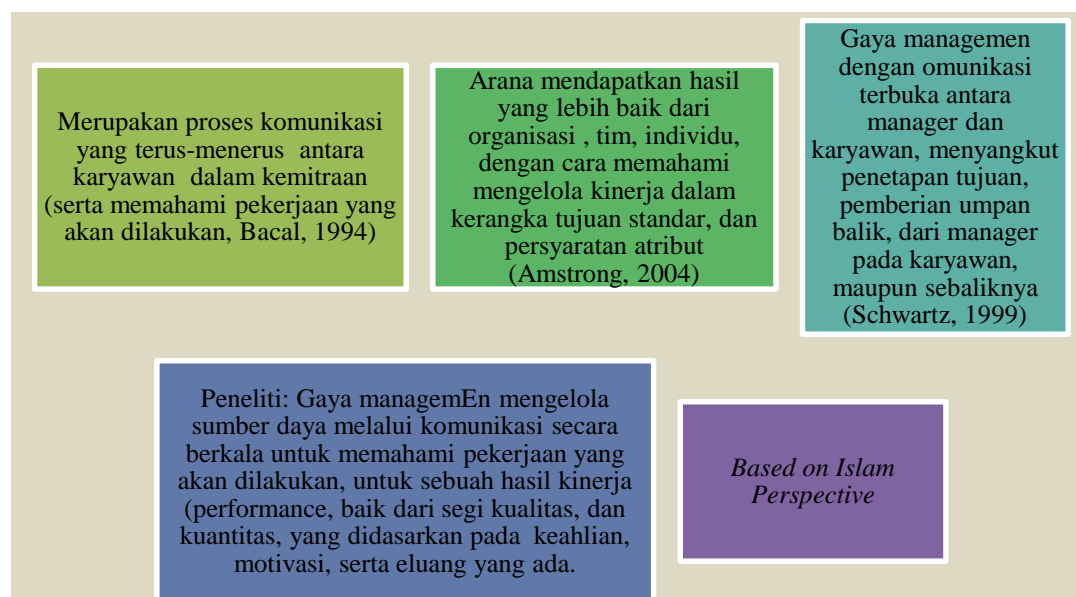 Merupakan proses komunikasi
yang terus-menerus antara
karyawan dalam kemitraan
(serta memahami pekerjaan yang
akan dilakukan, Bacal, 1994)
Arana mendapatkan hasil
yang lebih baik dari
organisasi , tim, individu,
dengan cara memahami
mengelola kinerja dalam
kerangka tujuan standar, dan
persyaratan atribut
(Amstrong, 2004)
Gaya managemen
dengan omunikasi
terbuka antara
manager dan
karyawan, menyangkut
penetapan tujuan,
pemberian umpan
balik, dari manager
pada karyawan,
maupun sebaliknya
(Schwartz, 1999)
Peneliti: Gaya managemEn mengelola
sumber daya melalui komunikasi secara
berkala untuk memahami pekerjaan yang
akan dilakukan, untuk sebuah hasil kinerja
(performance, baik dari segi kualitas, dan
kuantitas, yang didasarkan pada keahlian,
motivasi, serta eluang yang ada.
Based on Islam
Perspective